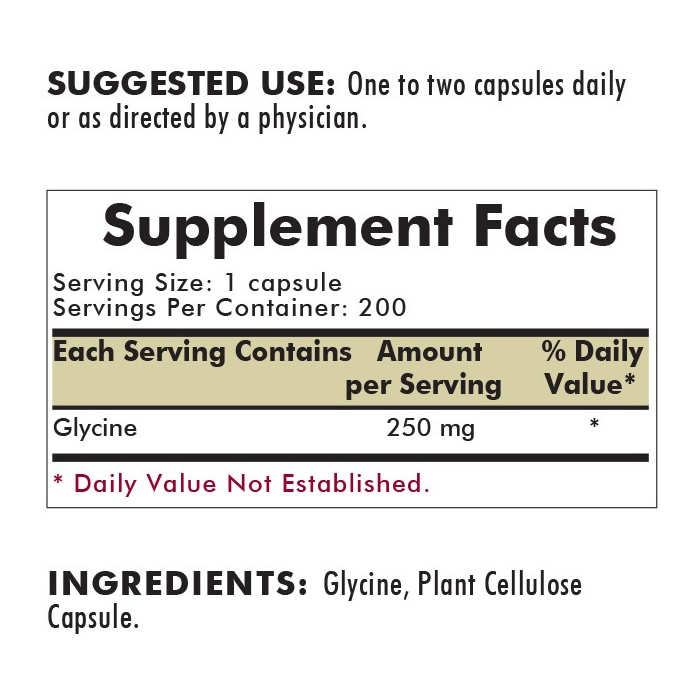 SUGGESTED USE: One to two capsules daily
or as directed by a physician.
Supplement Facts
Serving Size: 1 capsule
Servings Per Container: 200
Each Serving Contains Amount per Serving % Daily Value*
Glycine 250 mg *
* Daily Value Not Established.
INGREDIENTS: Glycine, Plant Cellulose
Capsule.